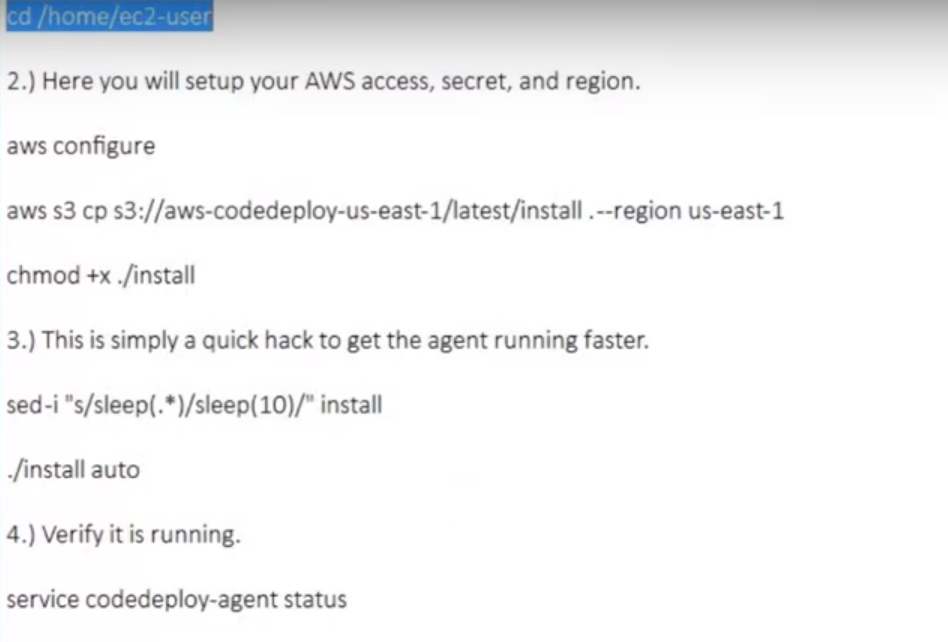 cd /home/ec2-user
2.) Here you will setup your AWS access, secret, and region.
aws configure
aws s3 cp s3://aws-codedeploy-us-east-1/latest/install .--region us-east-1
chmod +x ./install
3.) This is simply a quick hack to get the agent running faster.
sed-i "s/sleep(.*)/sleep(10)/" install
./install auto
4.) Verify it is running.
service codedeploy-agent status